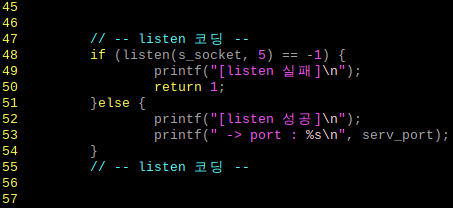 45
46
47 // -- listen 코딩 --
48 if (listen(s_socket, 5) == -1) {
49 printf("[listen 실패]\n");
50 return 1;
51 }else {
52 printf("[listen 성공]\n");
53 printf(" -> port : %s\n", serv_port);
54 }
55 // -- listen 코딩 --
56
57